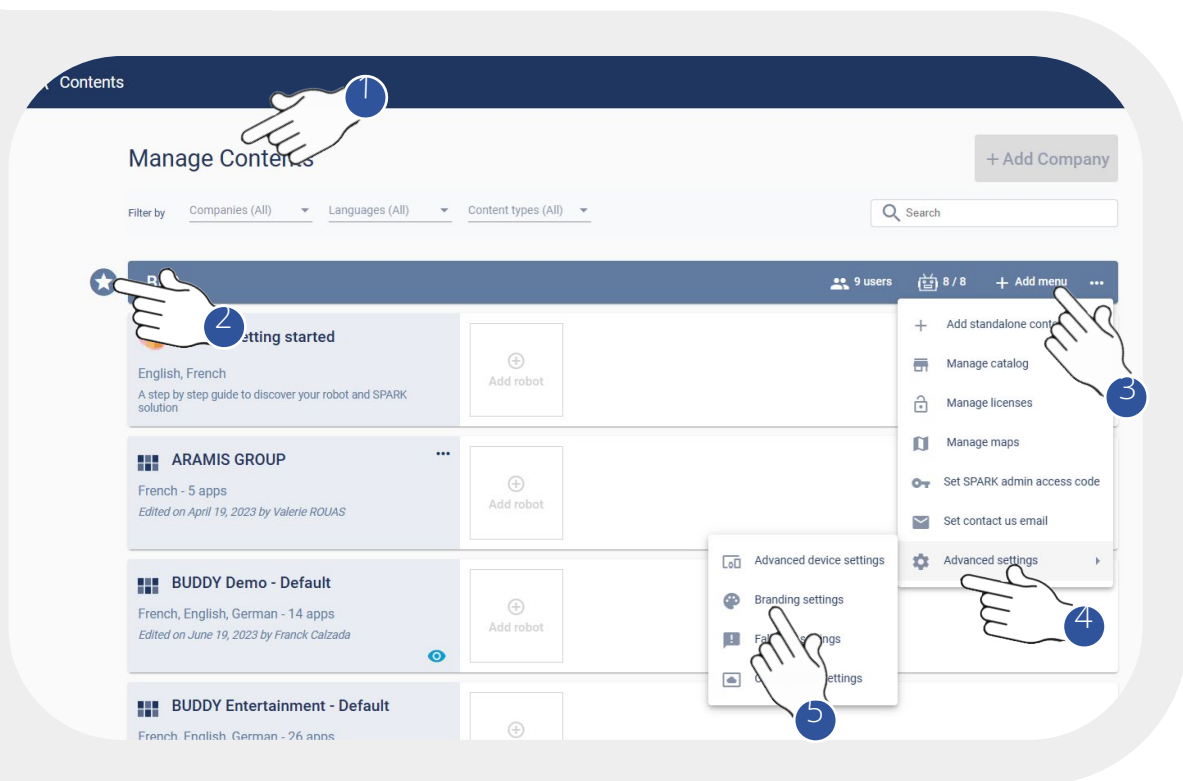 Contents
1
Manage Contents
+ Add Company
Filter by Companies (All) Languages (All) Content types (All) Search
9 users 8 / 8 + Add menu
2
etting started
English, French
A step by step guide to discover your robot and SPARK
solution
Add robot
Add standalone
Manage catalog
3
Manage licenses
Manage maps
Set SPARK admin access code
Set contact us email
Advanced settings
4
ARAMIS GROUP
French - 5 apps
Edited on April 19, 2023 by Valerie ROUAS
Add robot
BUDDY Demo - Default
French, English, German - 14 apps
Edited on June 19, 2023 by Franck Calzada
Add robot
Advanced device settings
Branding settings
5
BUDDY Entertainment - Default
French, English, German - 26 apps